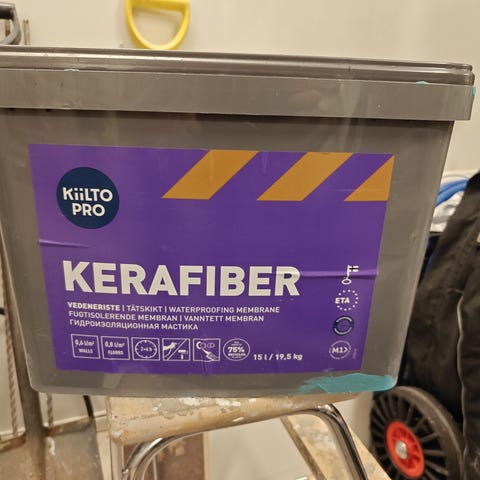 KiiLTO
PRO
KERAFIBER
VEDENERISTE | TÄTSKIKT | WATERPROOFING MEMBRANE
FUGTISOLERENDE MEMBRAN | VANNTETT MEMBRAN
ГИДРОИЗОЛЯЦИОННАЯ МАСТИКА
ETA
0,6 l/m²
WALLS
0,8 l/m²
FLOORS
75%
15 l / 19,5 kg
M1